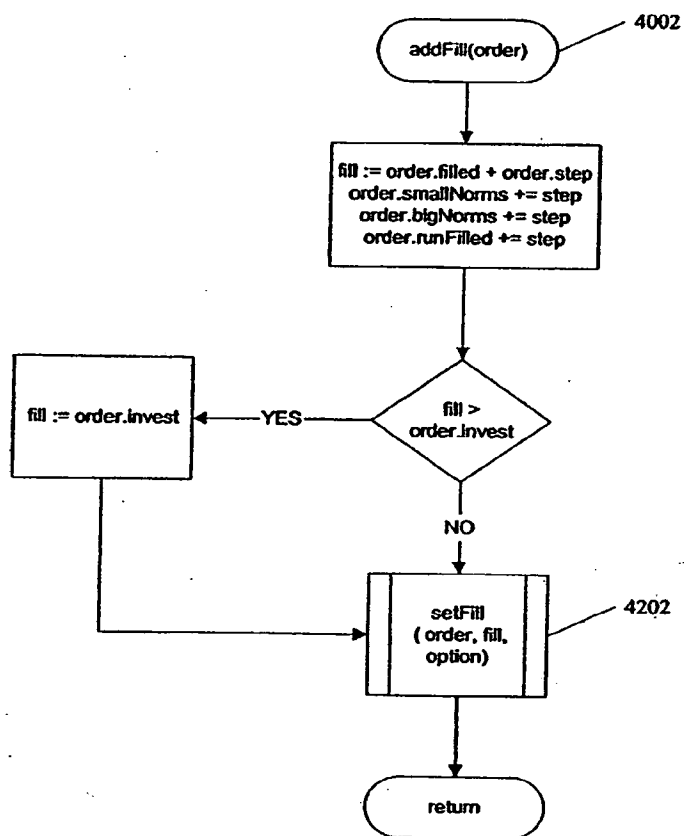 4002
addFill(order)
fill := order.filled + order.step
order.smallNorms += step
order.bigNorms += step
order.runFilled += step
fill := order.invest
YES
fill >
order.invest
NO
setFill
( order, fill,
option)
4202
return